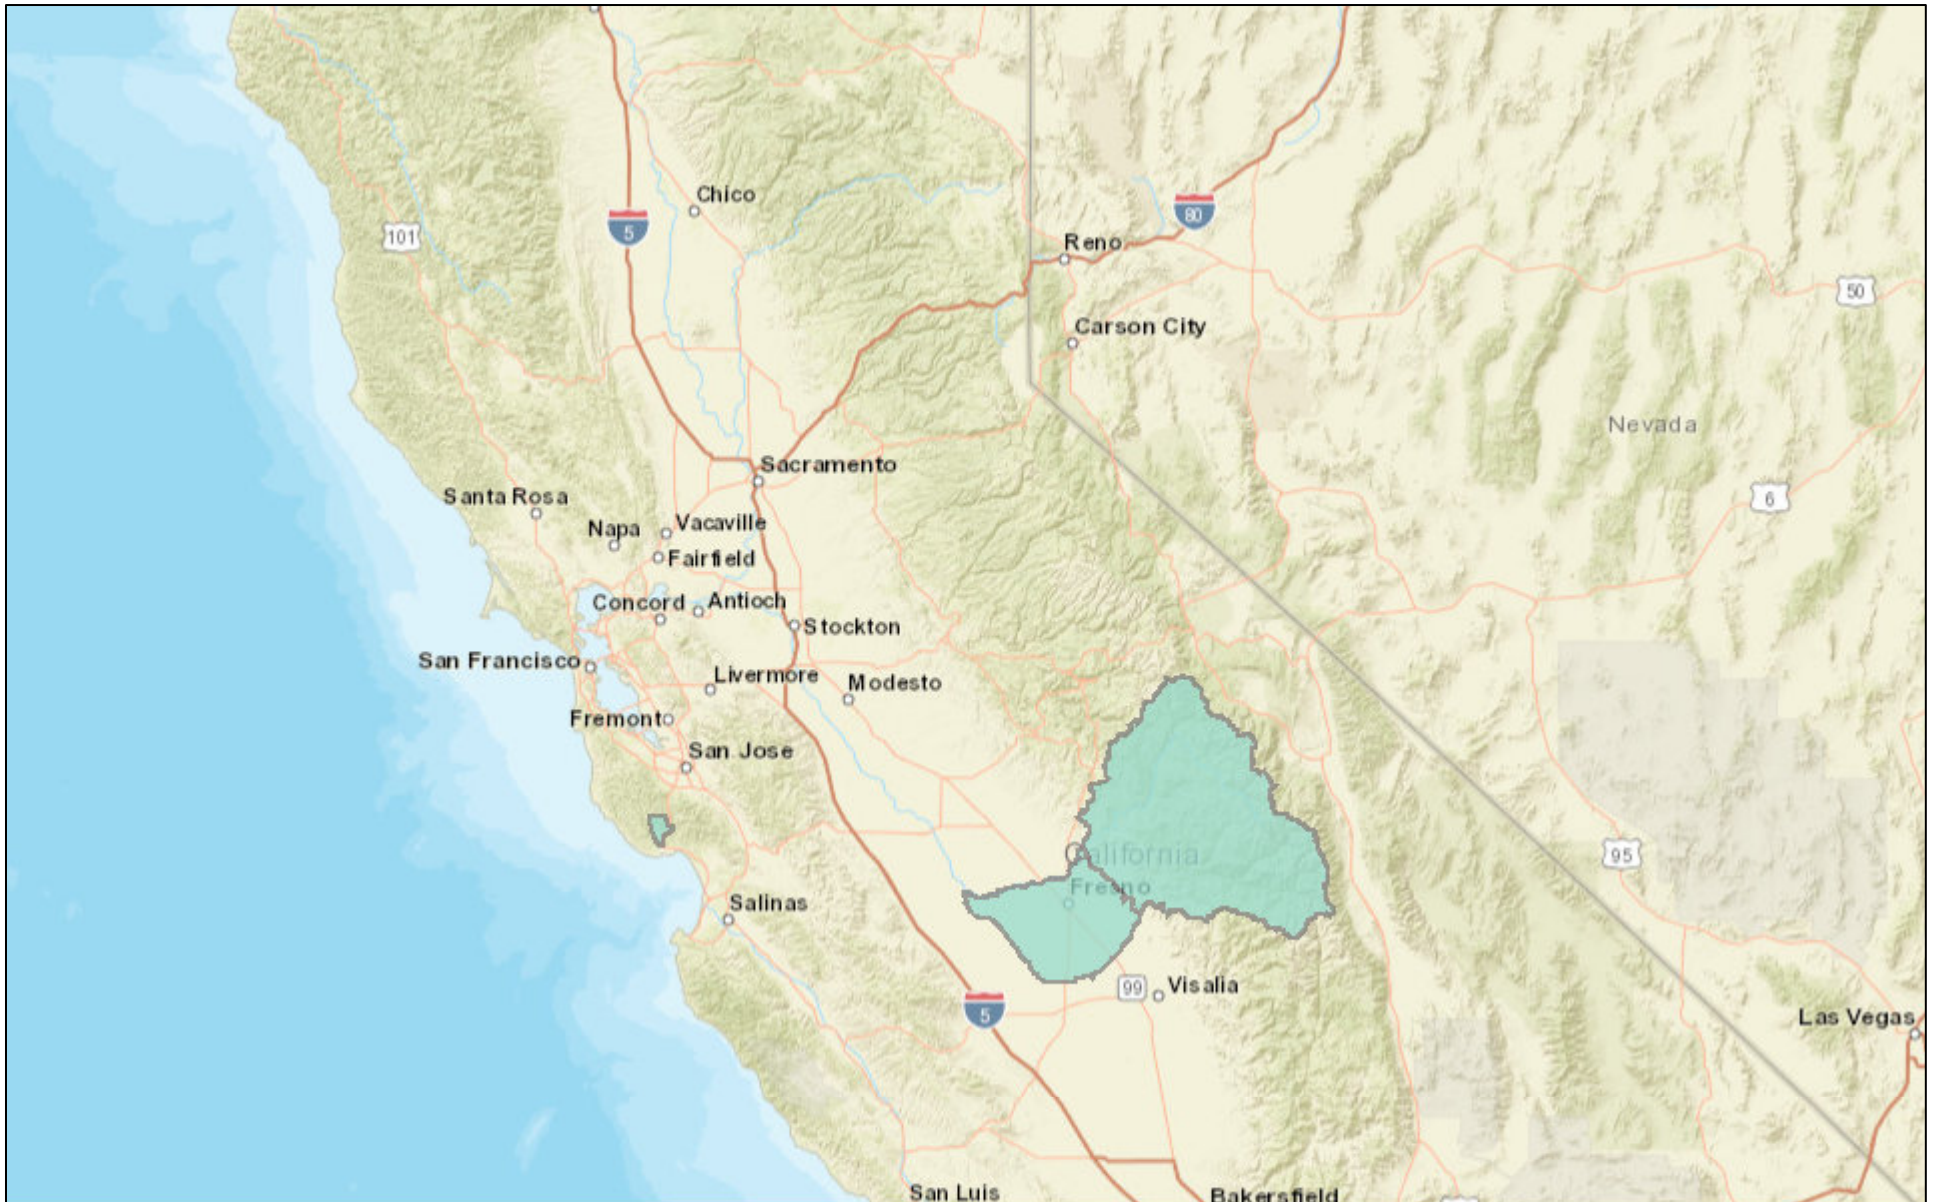 Chico
101
5
80
Reno
50
Carson City
Nevada
Sacramento
6
Santa Rosa
Napa
Vacaville
Fairfield
Concord
Antioch
Stockton
San Francisco
Livermore
Modesto
Fremont
San Jose
California
95
Fresno
Salinas
99
Visalia
5
Las Vegas
San Luis
Bakersfield